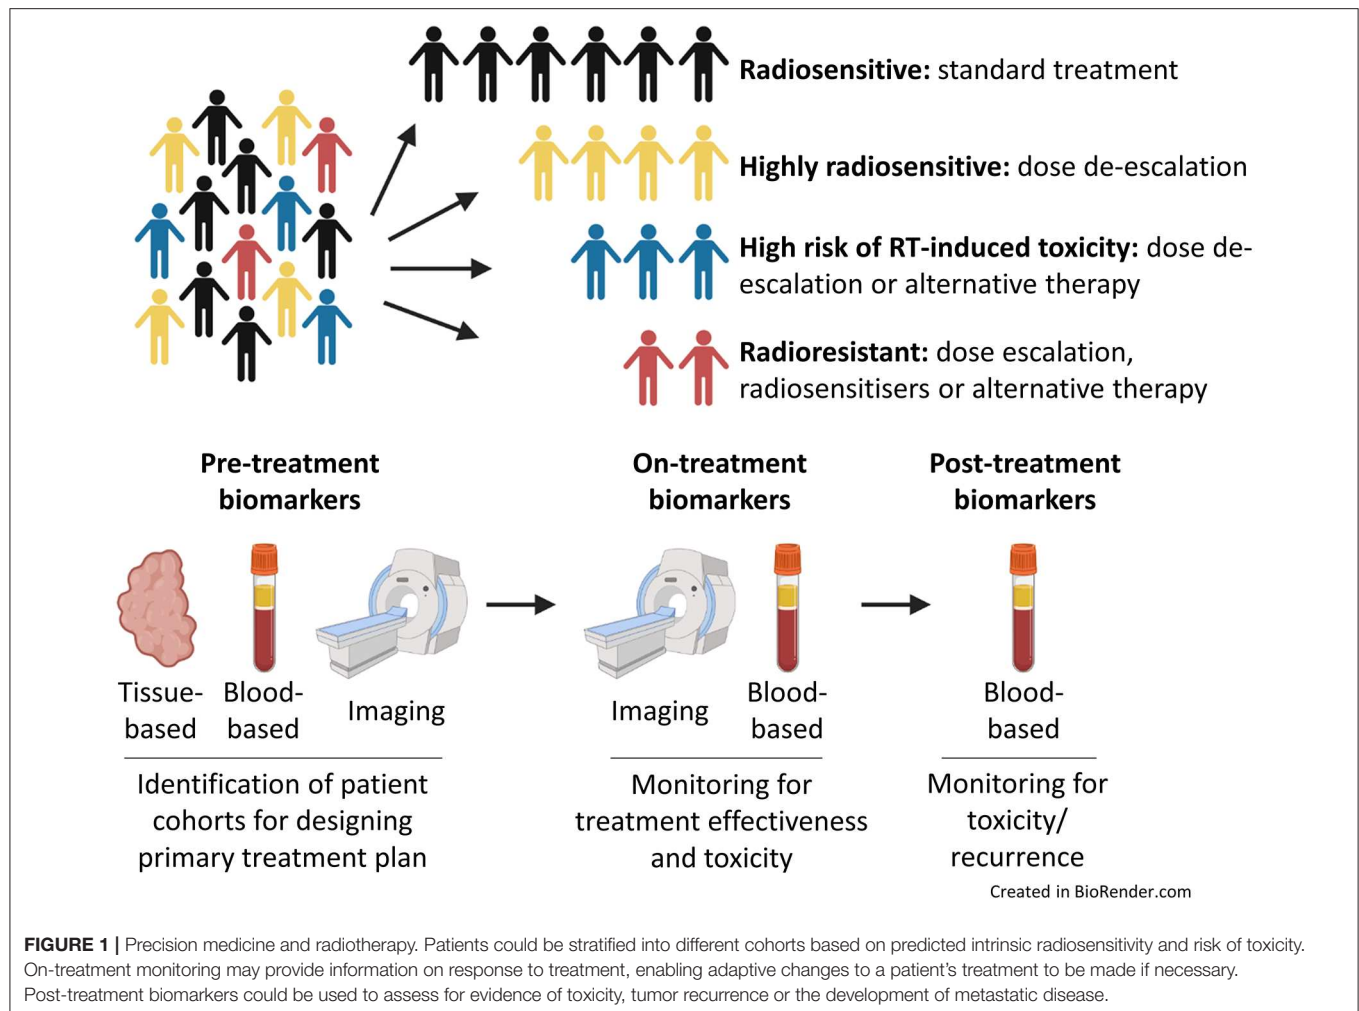 Radiosensitive: standard treatment
Highly radiosensitive: dose de-escalation
High risk of RT-induced toxicity: dose de-
escalation or alternative therapy
Radioresistant: dose escalation,
radiosensitisers or alternative therapy
Pre-treatment
biomarkers
On-treatment
biomarkers
Post-treatment
biomarkers
Tissue-
based
Blood-
based
Imaging
Imaging
Blood-
based
Blood-
based
Identification of patient
cohorts for designing
primary treatment plan
Monitoring for
treatment effectiveness
and toxicity
Monitoring for
toxicity/
recurrence
Created in BioRender.com
FIGURE 1 | Precision medicine and radiotherapy. Patients could be stratified into different cohorts based on predicted intrinsic radiosensitivity and risk of toxicity.
On-treatment monitoring may provide information on response to treatment, enabling adaptive changes to a patient's treatment to be made if necessary.
Post-treatment biomarkers could be used to assess for evidence of toxicity, tumor recurrence or the development of metastatic disease.